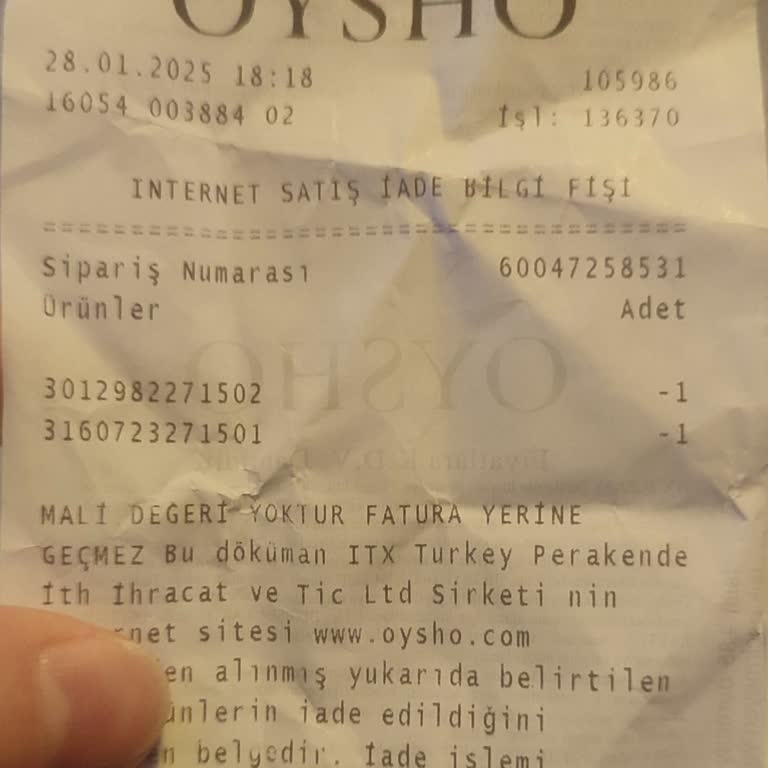 OYSHO
28.01.2025 18:18 105986
16054 003884 02 İşl: 136370
INTERNET SATIŞ İADE BİLGİ FİŞİ
===================================
Sipariş Numarası 60047258531
Ürünler Adet
3012982271502 -1
3160723271501 -1
MALİ DEGERİ YOKTUR FATURA YERİNE
GEÇMEZ Bu döküman ITX Turkey Perakende
İth İhracat ve Tic Ltd Sirketi nin
net sitesi www.oysho.com
en alınmış yukarıda belirtilen
ünlerin iade edildiğini
n belgedir. İade işlemi